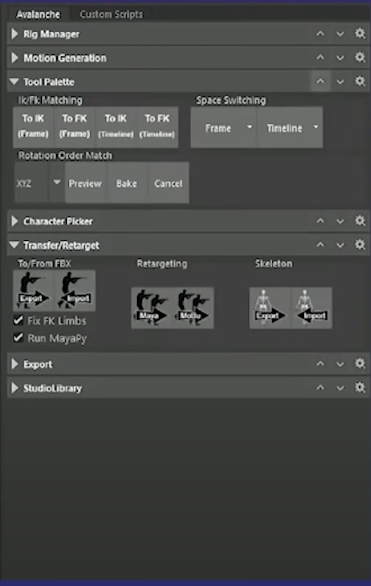 Avalanche Custom Scripts
Rig Manager
Motion Generation
Tool Palette
Ik/Fk Matching Space Switching
To IK To FK To IK To FK
(Frame) (Frame) (Timeline) (Timeline)
Frame Timeline
Rotation Order Match
XYZ Preview Bake Cancel
Character Picker
Transfer/Retarget
To/From FBX Retargeting Skeleton
Export Import Maya MoBu Export Import
Fix FK Limbs
Run MayaPy
Export
StudioLibrary